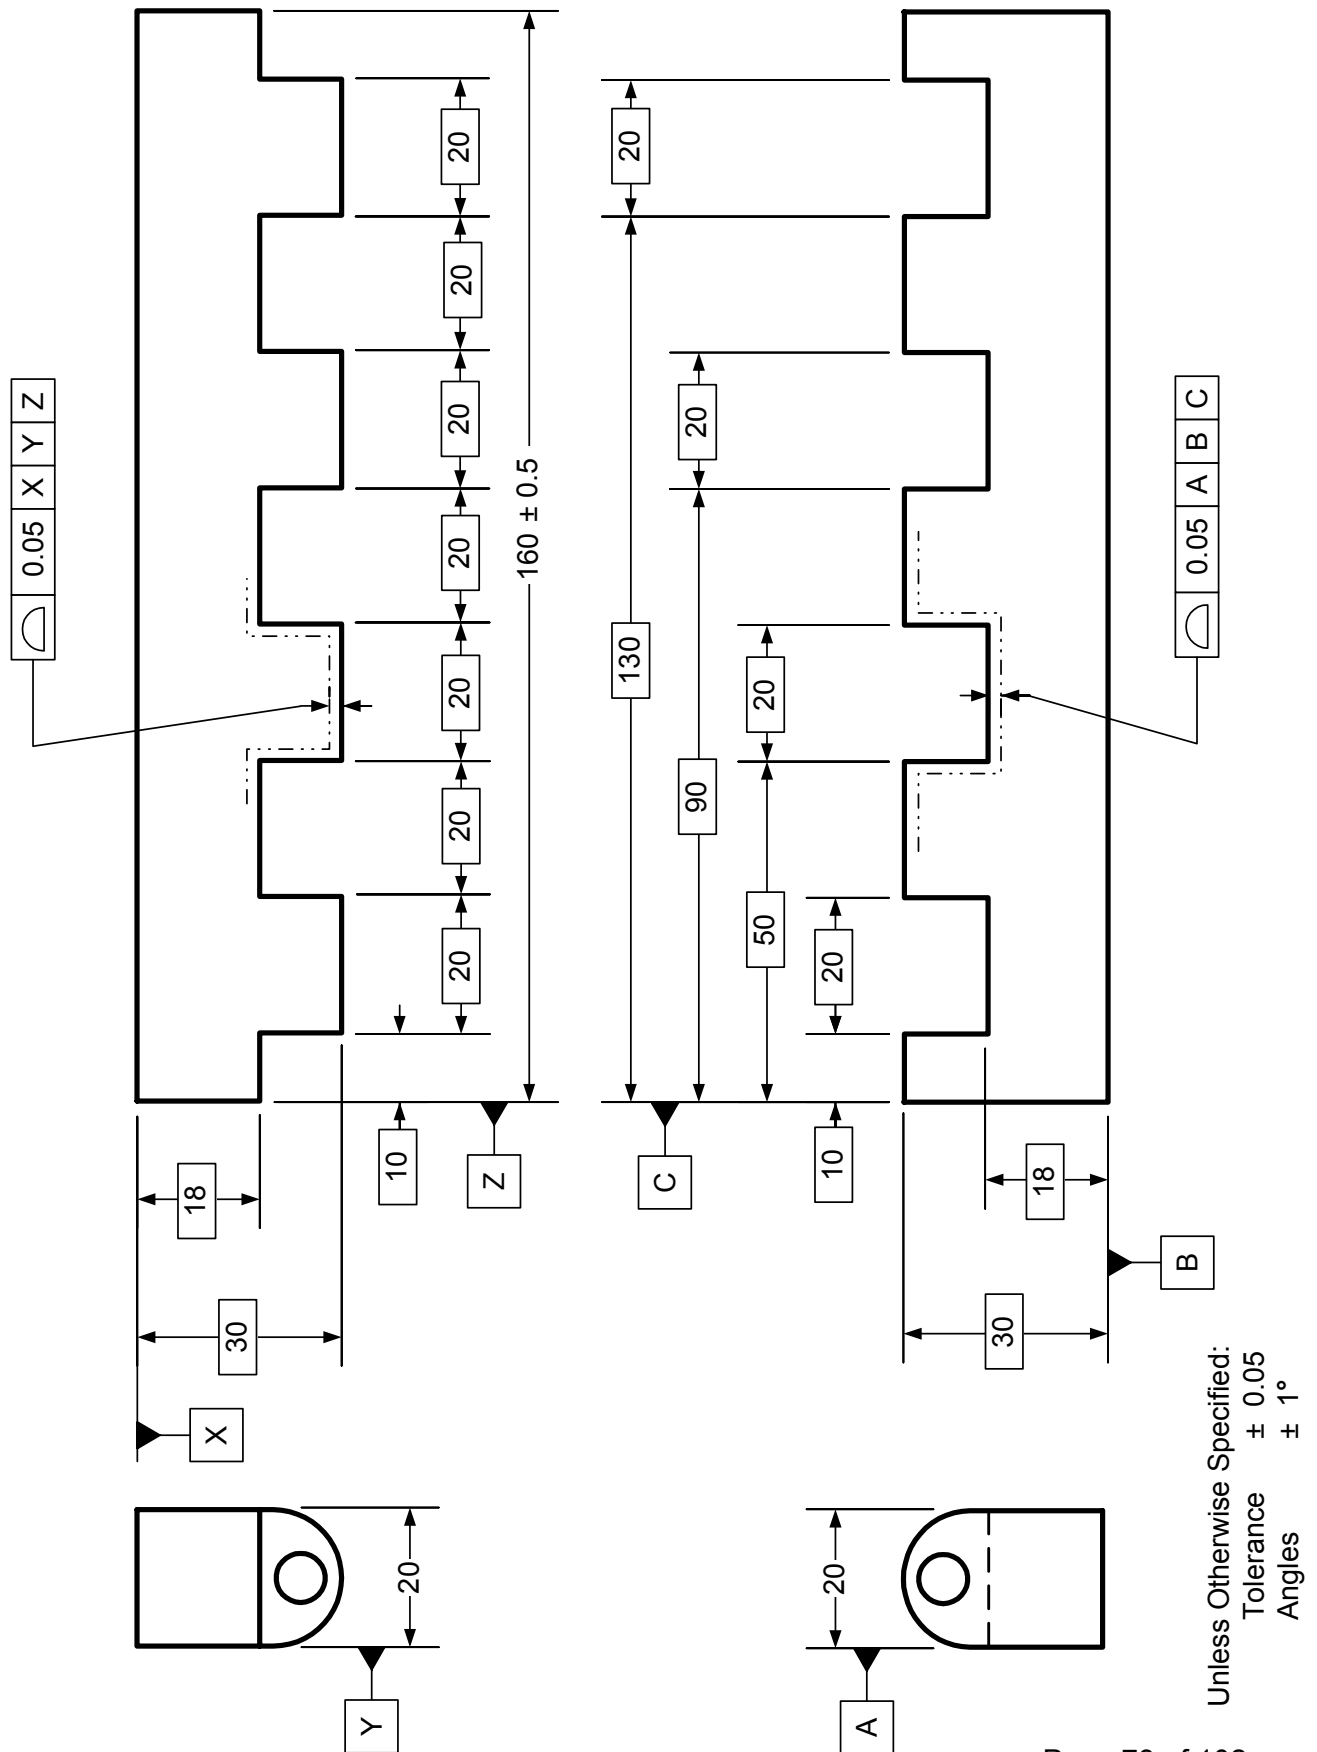 ⌓ 0.05 X Y Z
18
X
30
Y
10
20
20 20 20 20 20 20 20
Z
160 ± 0.5
130 20
C
90 20
50 20
20
10 20
A
30
18
B
⌓ 0.05 A B C
Unless Otherwise Specified:
Tolerance ± 0.05
Angles ± 1°